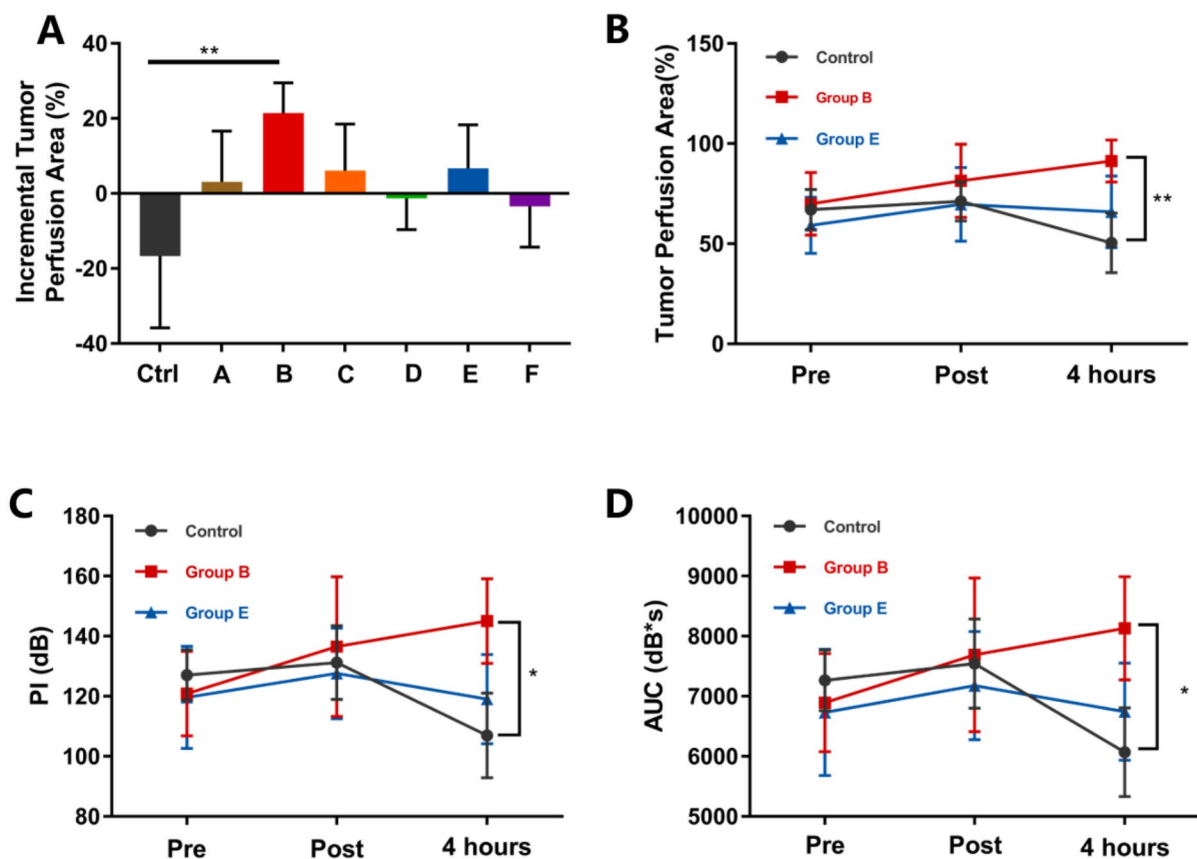 A
Incremental Tumor
Perfusion Area (%)
40
20
0
-20
-40
**
Ctrl A B C D E F
B
Tumor Perfusion Area(%)
150
100
50
0
Control
Group B
Group E
**
Pre Post 4 hours
C
PI (dB)
180
160
140
120
100
80
Control
Group B
Group E
*
Pre Post 4 hours
D
AUC (dB*s)
10000
9000
8000
7000
6000
5000
Control
Group B
Group E
*
Pre Post 4 hours